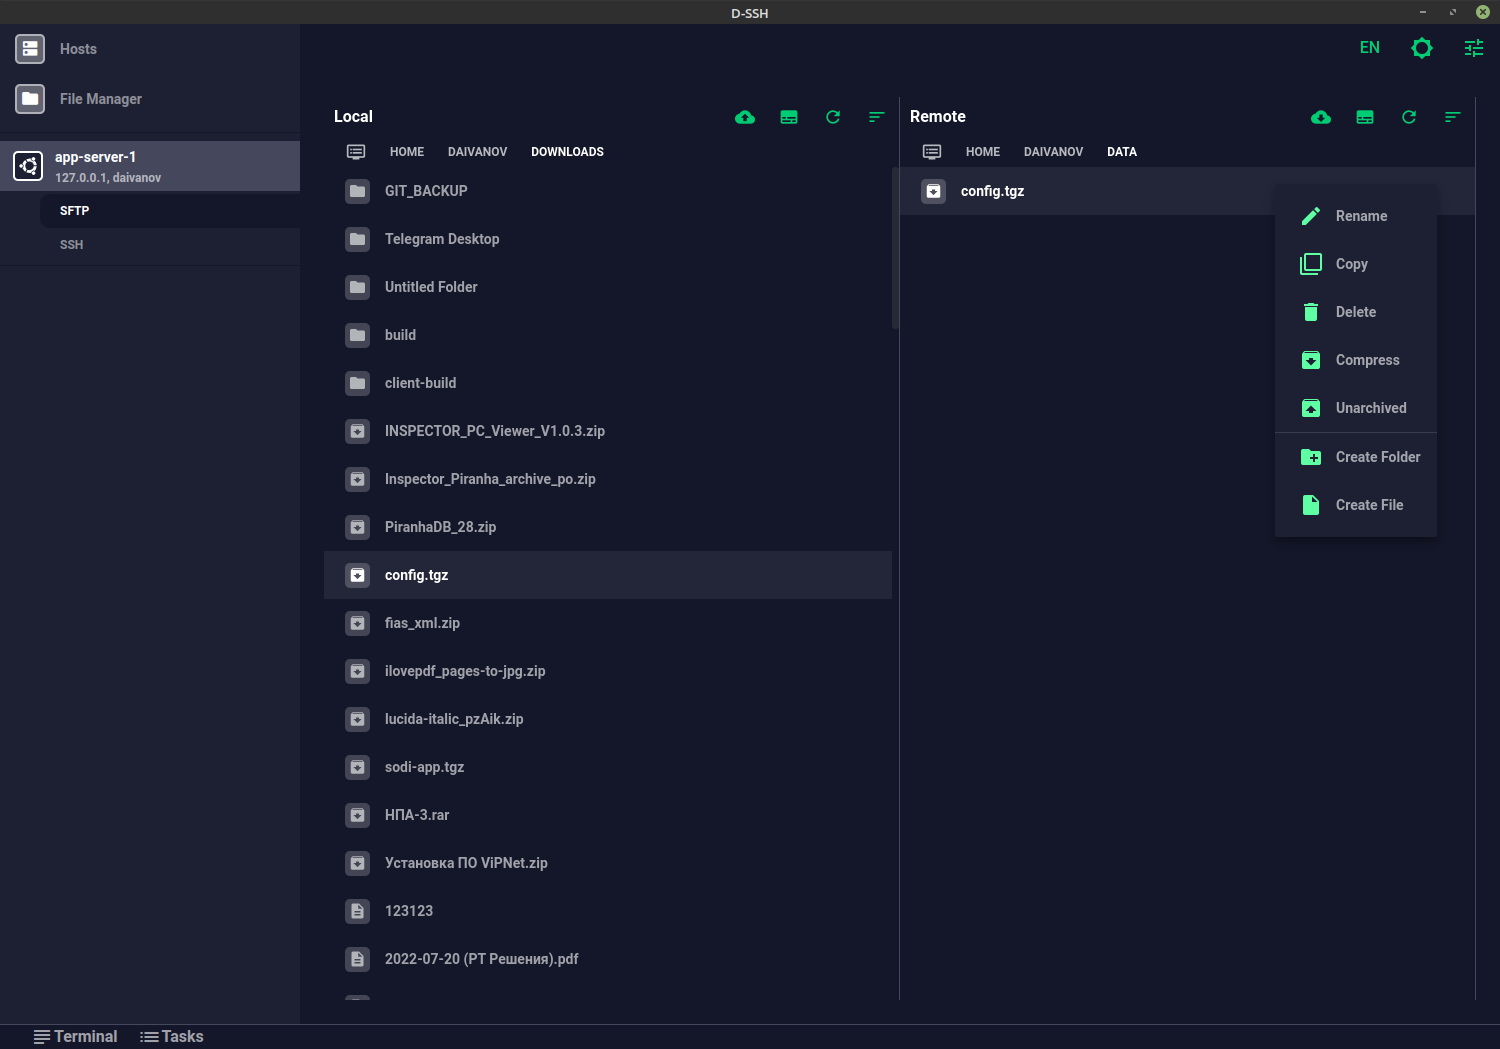 D-SSH
Hosts
File Manager
app-server-1
127.0.0.1, daivanov
SFTP
SSH
EN
Local
HOME DAIVANOV DOWNLOADS
GIT_BACKUP
Telegram Desktop
Untitled Folder
build
client-build
INSPECTOR_PC_Viewer_V1.0.3.zip
Inspector_Piranha_archive_po.zip
PiranhaDB_28.zip
config.tgz
fias_xml.zip
ilovepdf_pages-to-jpg.zip
lucida-italic_pzAik.zip
sodi-app.tgz
НПА-3.rar
Установка ПО ViPNet.zip
123123
2022-07-20 (РТ Решения).pdf
Remote
HOME DAIVANOV DATA
config.tgz
Rename
Copy
Delete
Compress
Unarchived
Create Folder
Create File
Terminal Tasks